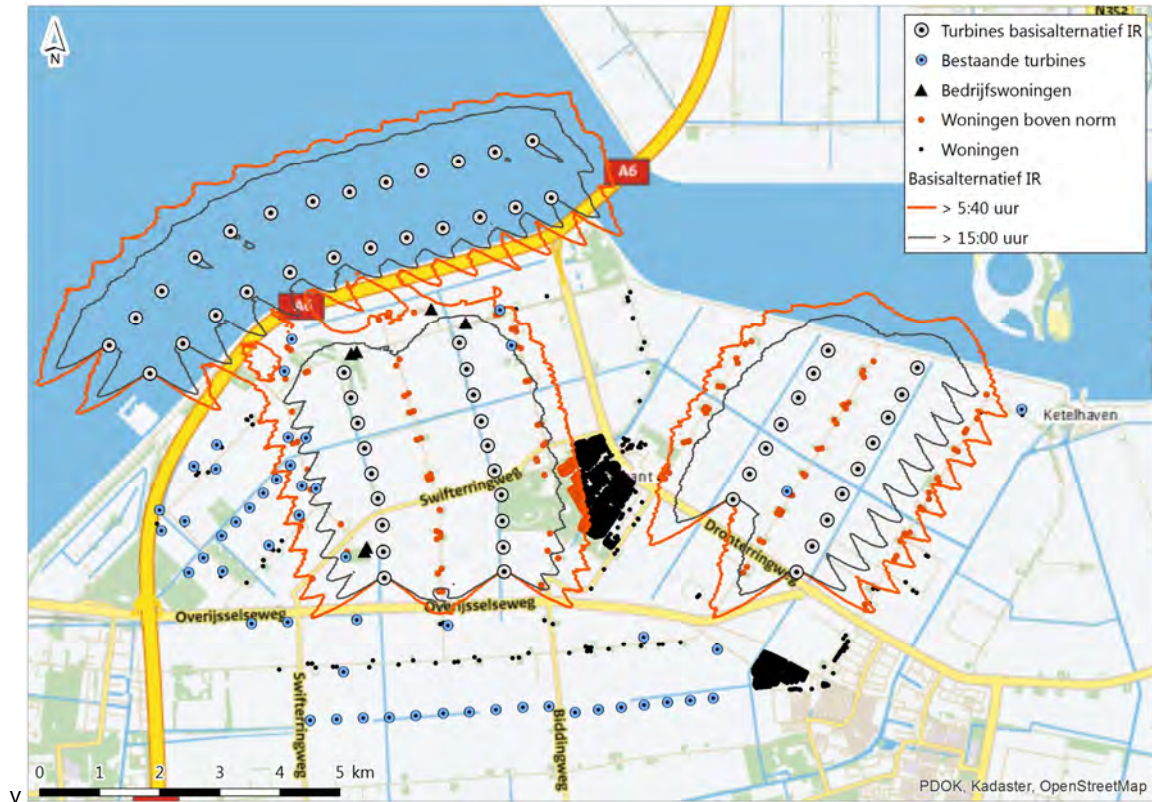 N352
N
Turbines basisalternatief IR
Bestaande turbines
Bedrijfswoningen
Woningen boven norm
Woningen
Basisalternatief IR
> 5:40 uur
> 15:00 uur
A6
A6
Ketelhaven
Swifterringweg
ant
Dronterringweg
Overijsselseweg
Overijsselseweg
Swifterringweg
Biddingweg
0 1 2 3 4 5 km
PDOK, Kadaster, OpenStreetMap
v